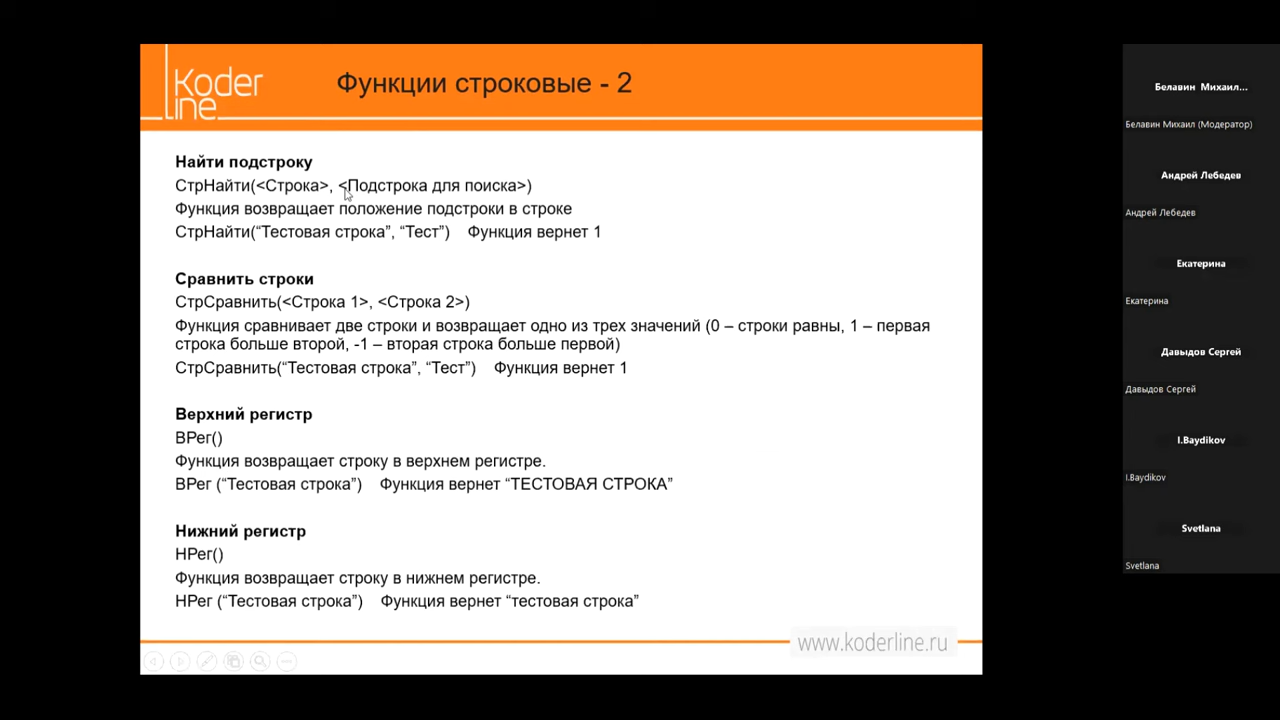 Koder
line
Функции строковые - 2
Найти подстроку
СтрНайти(<Строка>, <Подстрока для поиска>)
Функция возвращает положение подстроки в строке
СтрНайти(“Тестовая строка”, “Тест”) Функция вернет 1
Сравнить строки
СтрСравнить(<Строка 1>, <Строка 2>)
Функция сравнивает две строки и возвращает одно из трех значений (0 – строки равны, 1 – первая
строка больше второй, -1 – вторая строка больше первой)
СтрСравнить(“Тестовая строка”, “Тест”) Функция вернет 1
Верхний регистр
ВРег()
Функция возвращает строку в верхнем регистре.
ВРег (“Тестовая строка”) Функция вернет “ТЕСТОВАЯ СТРОКА”
Нижний регистр
НРег()
Функция возвращает строку в нижнем регистре.
НРег (“Тестовая строка”) Функция вернет “тестовая строка”
www.koderline.ru
Белавин Михаил...
Белавин Михаил (Модератор)
Андрей Лебедев
Андрей Лебедев
Екатерина
Екатерина
Давыдов Сергей
Давыдов Сергей
I.Baydikov
I.Baydikov
Svetlana
Svetlana